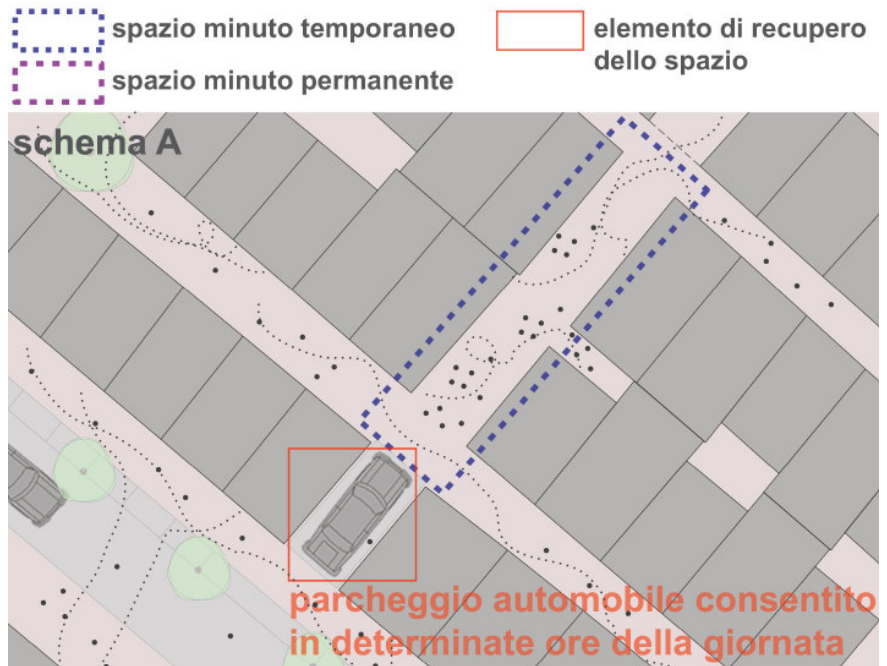 spazio minuto temporaneo
spazio minuto permanente
elemento di recupero
dello spazio
schema A
parcheggio automobile consentito
in determinate ore della giornata